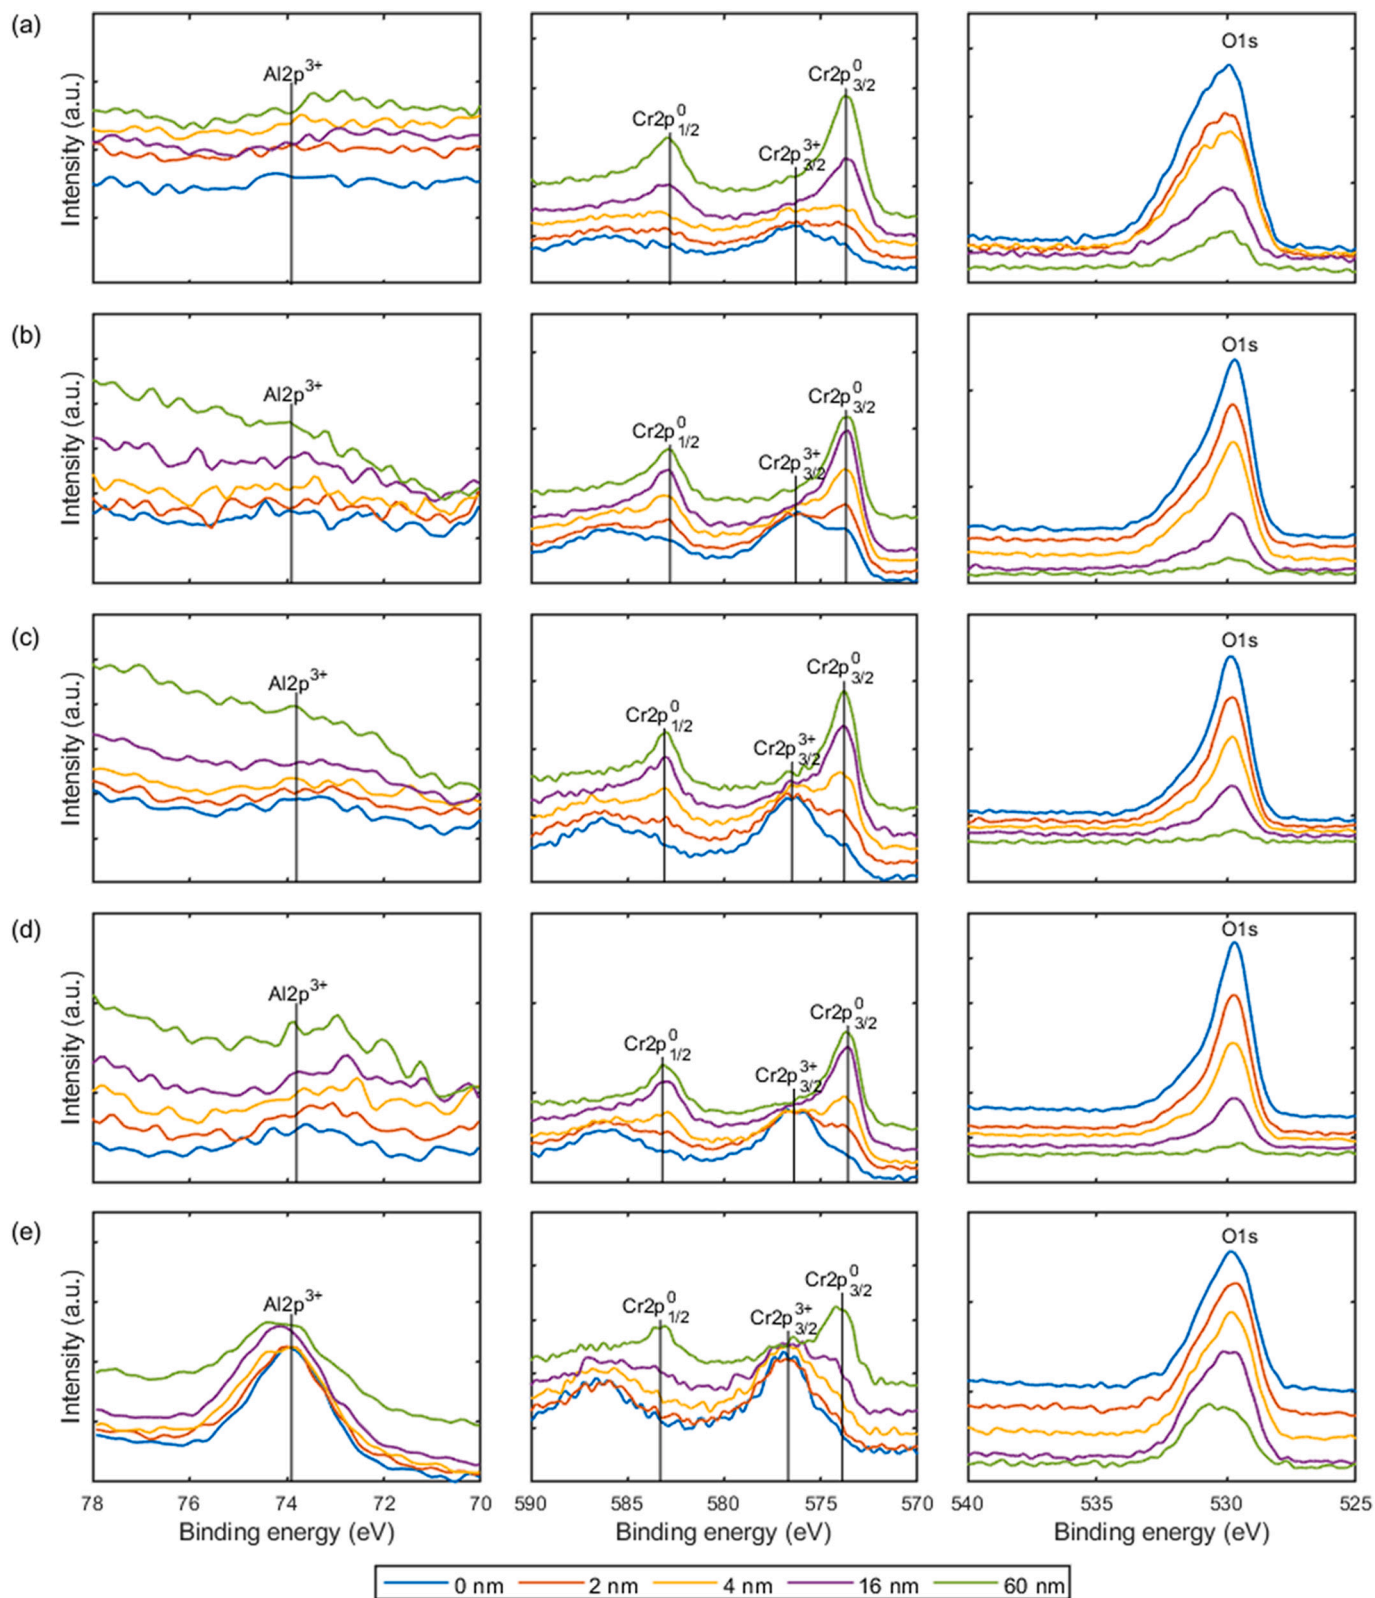 (a)
Intensity (a.u.)
Al2p3+
Cr2p0 1/2
Cr2p3+ 3/2
Cr2p0 3/2
O1s
(b)
Intensity (a.u.)
Al2p3+
Cr2p0 1/2
Cr2p3+ 3/2
Cr2p0 3/2
O1s
(c)
Intensity (a.u.)
Al2p3+
Cr2p0 1/2
Cr2p3+ 3/2
Cr2p0 3/2
O1s
(d)
Intensity (a.u.)
Al2p3+
Cr2p0 1/2
Cr2p3+ 3/2
Cr2p0 3/2
O1s
(e)
Intensity (a.u.)
Al2p3+
Cr2p0 1/2
Cr2p3+ 3/2
Cr2p0 3/2
O1s
78 76 74 72 70
590 585 580 575 570
540 535 530 525
Binding energy (eV)
Binding energy (eV)
Binding energy (eV)
0 nm 2 nm 4 nm 16 nm 60 nm